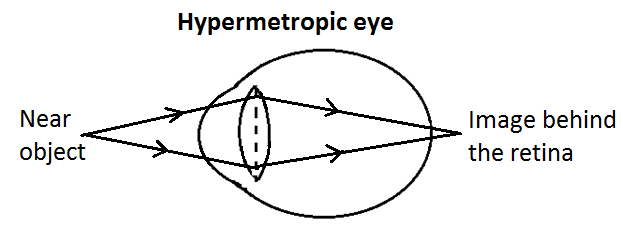 Hypermetropic eye
Near
object
Image behind
the retina